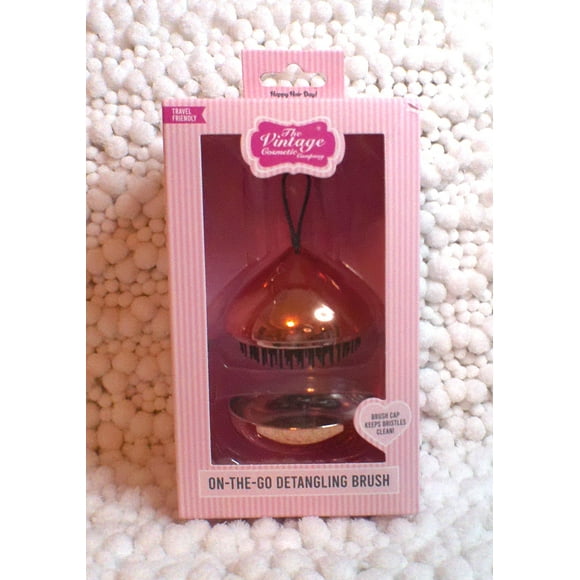 Happy Hair Day!
TRAVEL
FRIENDLY
The
Vintage®
Cosmetic Company
BRUSH CAP
KEEPS BRISTLES
CLEAN!
ON-THE-GO DETANGLING BRUSH